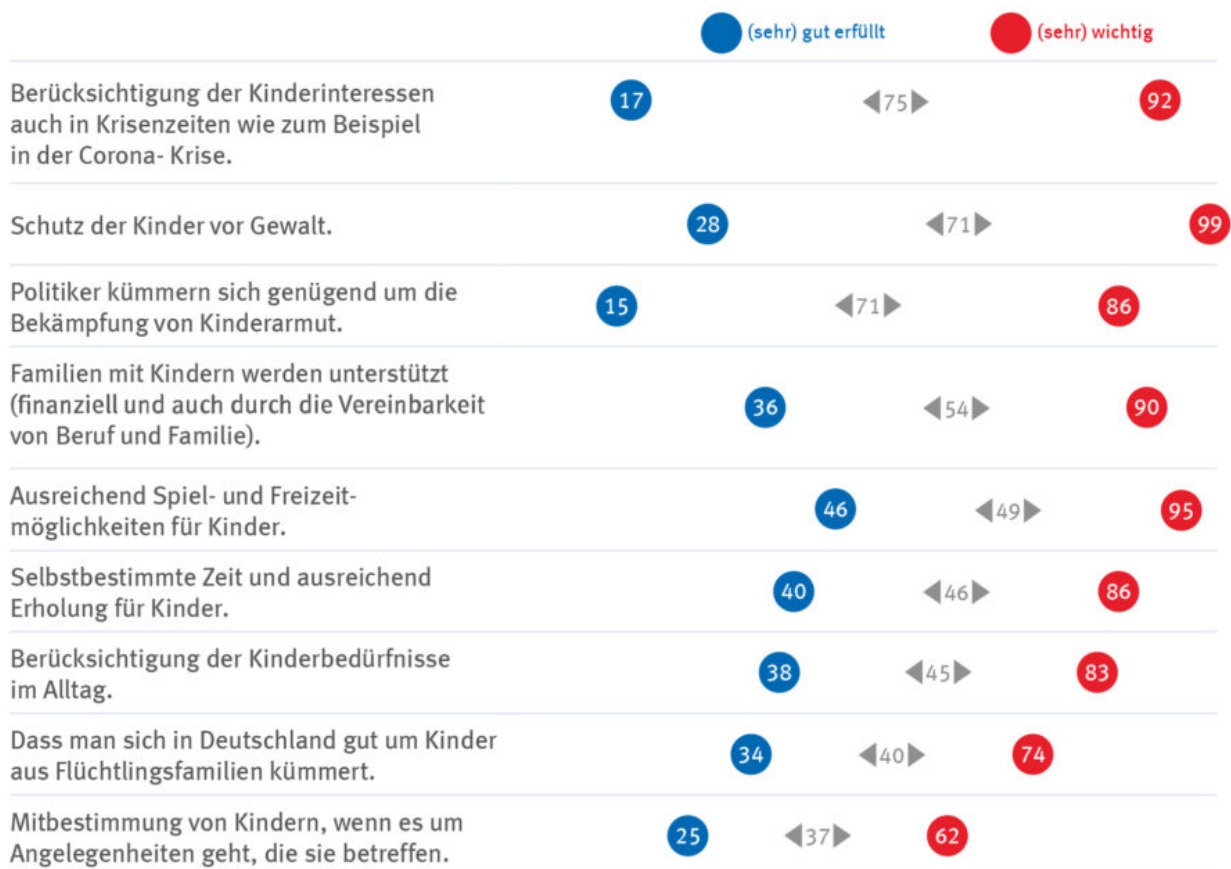 (sehr) gut erfüllt (sehr) wichtig
Berücksichtigung der Kinderinteressen
auch in Krisenzeiten wie zum Beispiel
in der Corona- Krise.
17 75 92
Schutz der Kinder vor Gewalt.
28 71 99
Politiker kümmern sich genügend um die
Bekämpfung von Kinderarmut.
15 71 86
Familien mit Kindern werden unterstützt
(finanziell und auch durch die Vereinbarkeit
von Beruf und Familie).
36 54 90
Ausreichend Spiel- und Freizeit-
möglichkeiten für Kinder.
46 49 95
Selbstbestimmte Zeit und ausreichend
Erholung für Kinder.
40 46 86
Berücksichtigung der Kinderbedürfnisse
im Alltag.
38 45 83
Dass man sich in Deutschland gut um Kinder
aus Flüchtlingsfamilien kümmert.
34 40 74
Mitbestimmung von Kindern, wenn es um
Angelegenheiten geht, die sie betreffen.
25 37 62